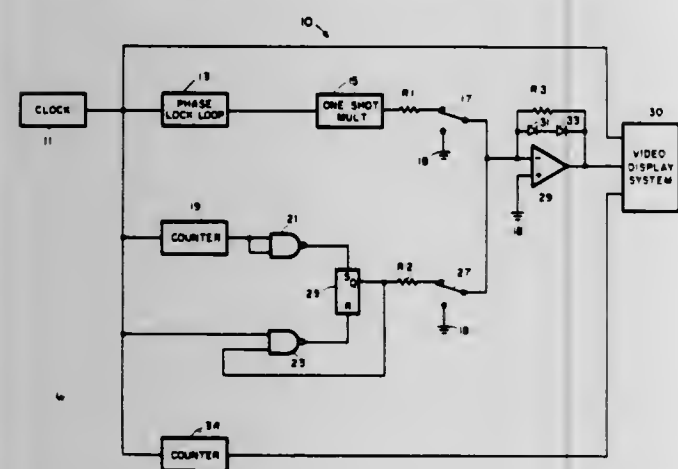 10
13
15
CLOCK
11
PHASE
LOCK LOOP
ONE SHOT
MULT
R1
17
18
R3
31
33
29
18
30
VIDEO
DISPLAY
SYSTEM
19
COUNTER
21
S
Q
R
25
R2
27
18
23
COUNTER